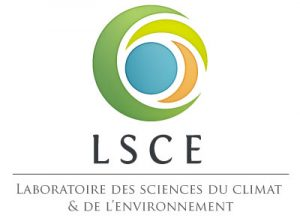 LSCE
LABORATOIRE DES SCIENCES DU CLIMAT
& DE L'ENVIRONNEMENT